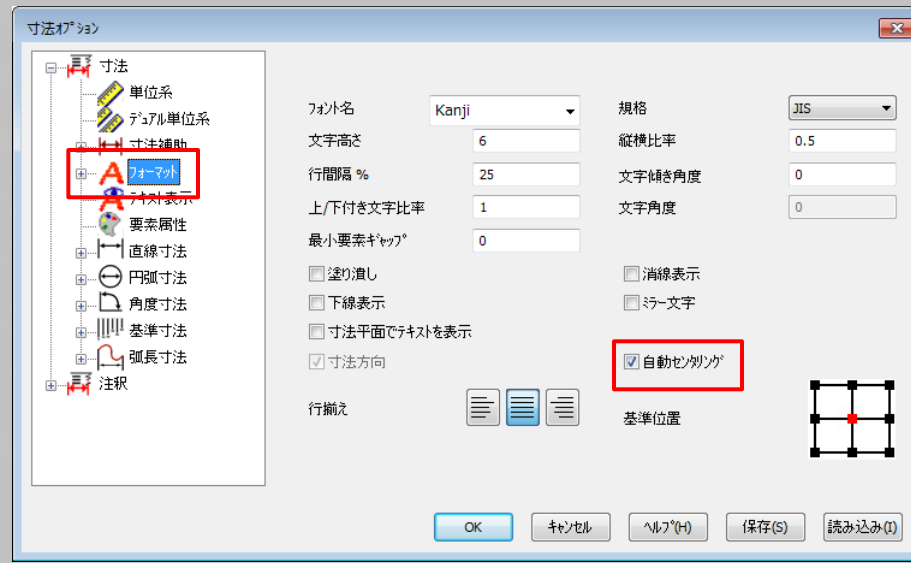 寸法ｵﾌﾟｼｮﾝ
寸法
単位系
ﾃﾞｭｱﾙ単位系
寸法補助
ﾌｫｰﾏｯﾄ
ﾃｷｽﾄ表示
要素属性
直線寸法
円弧寸法
角度寸法
基準寸法
弧長寸法
注釈
ﾌｫﾝﾄ名 Kanji 規格 JIS
文字高さ 6 縦横比率 0.5
行間隔 % 25 文字傾き角度 0
上/下付き文字比率 1 文字角度 0
最小要素ｷﾞｬｯﾌﾟ 0
塗り潰し 消線表示
下線表示 ﾐﾗｰ文字
寸法平面でﾃｷｽﾄを表示
寸法方向 自動ｾﾝﾀﾘﾝｸﾞ
行揃え 基準位置
OK ｷｬﾝｾﾙ ﾍﾙﾌﾟ(H) 保存(S) 読み込み(I)